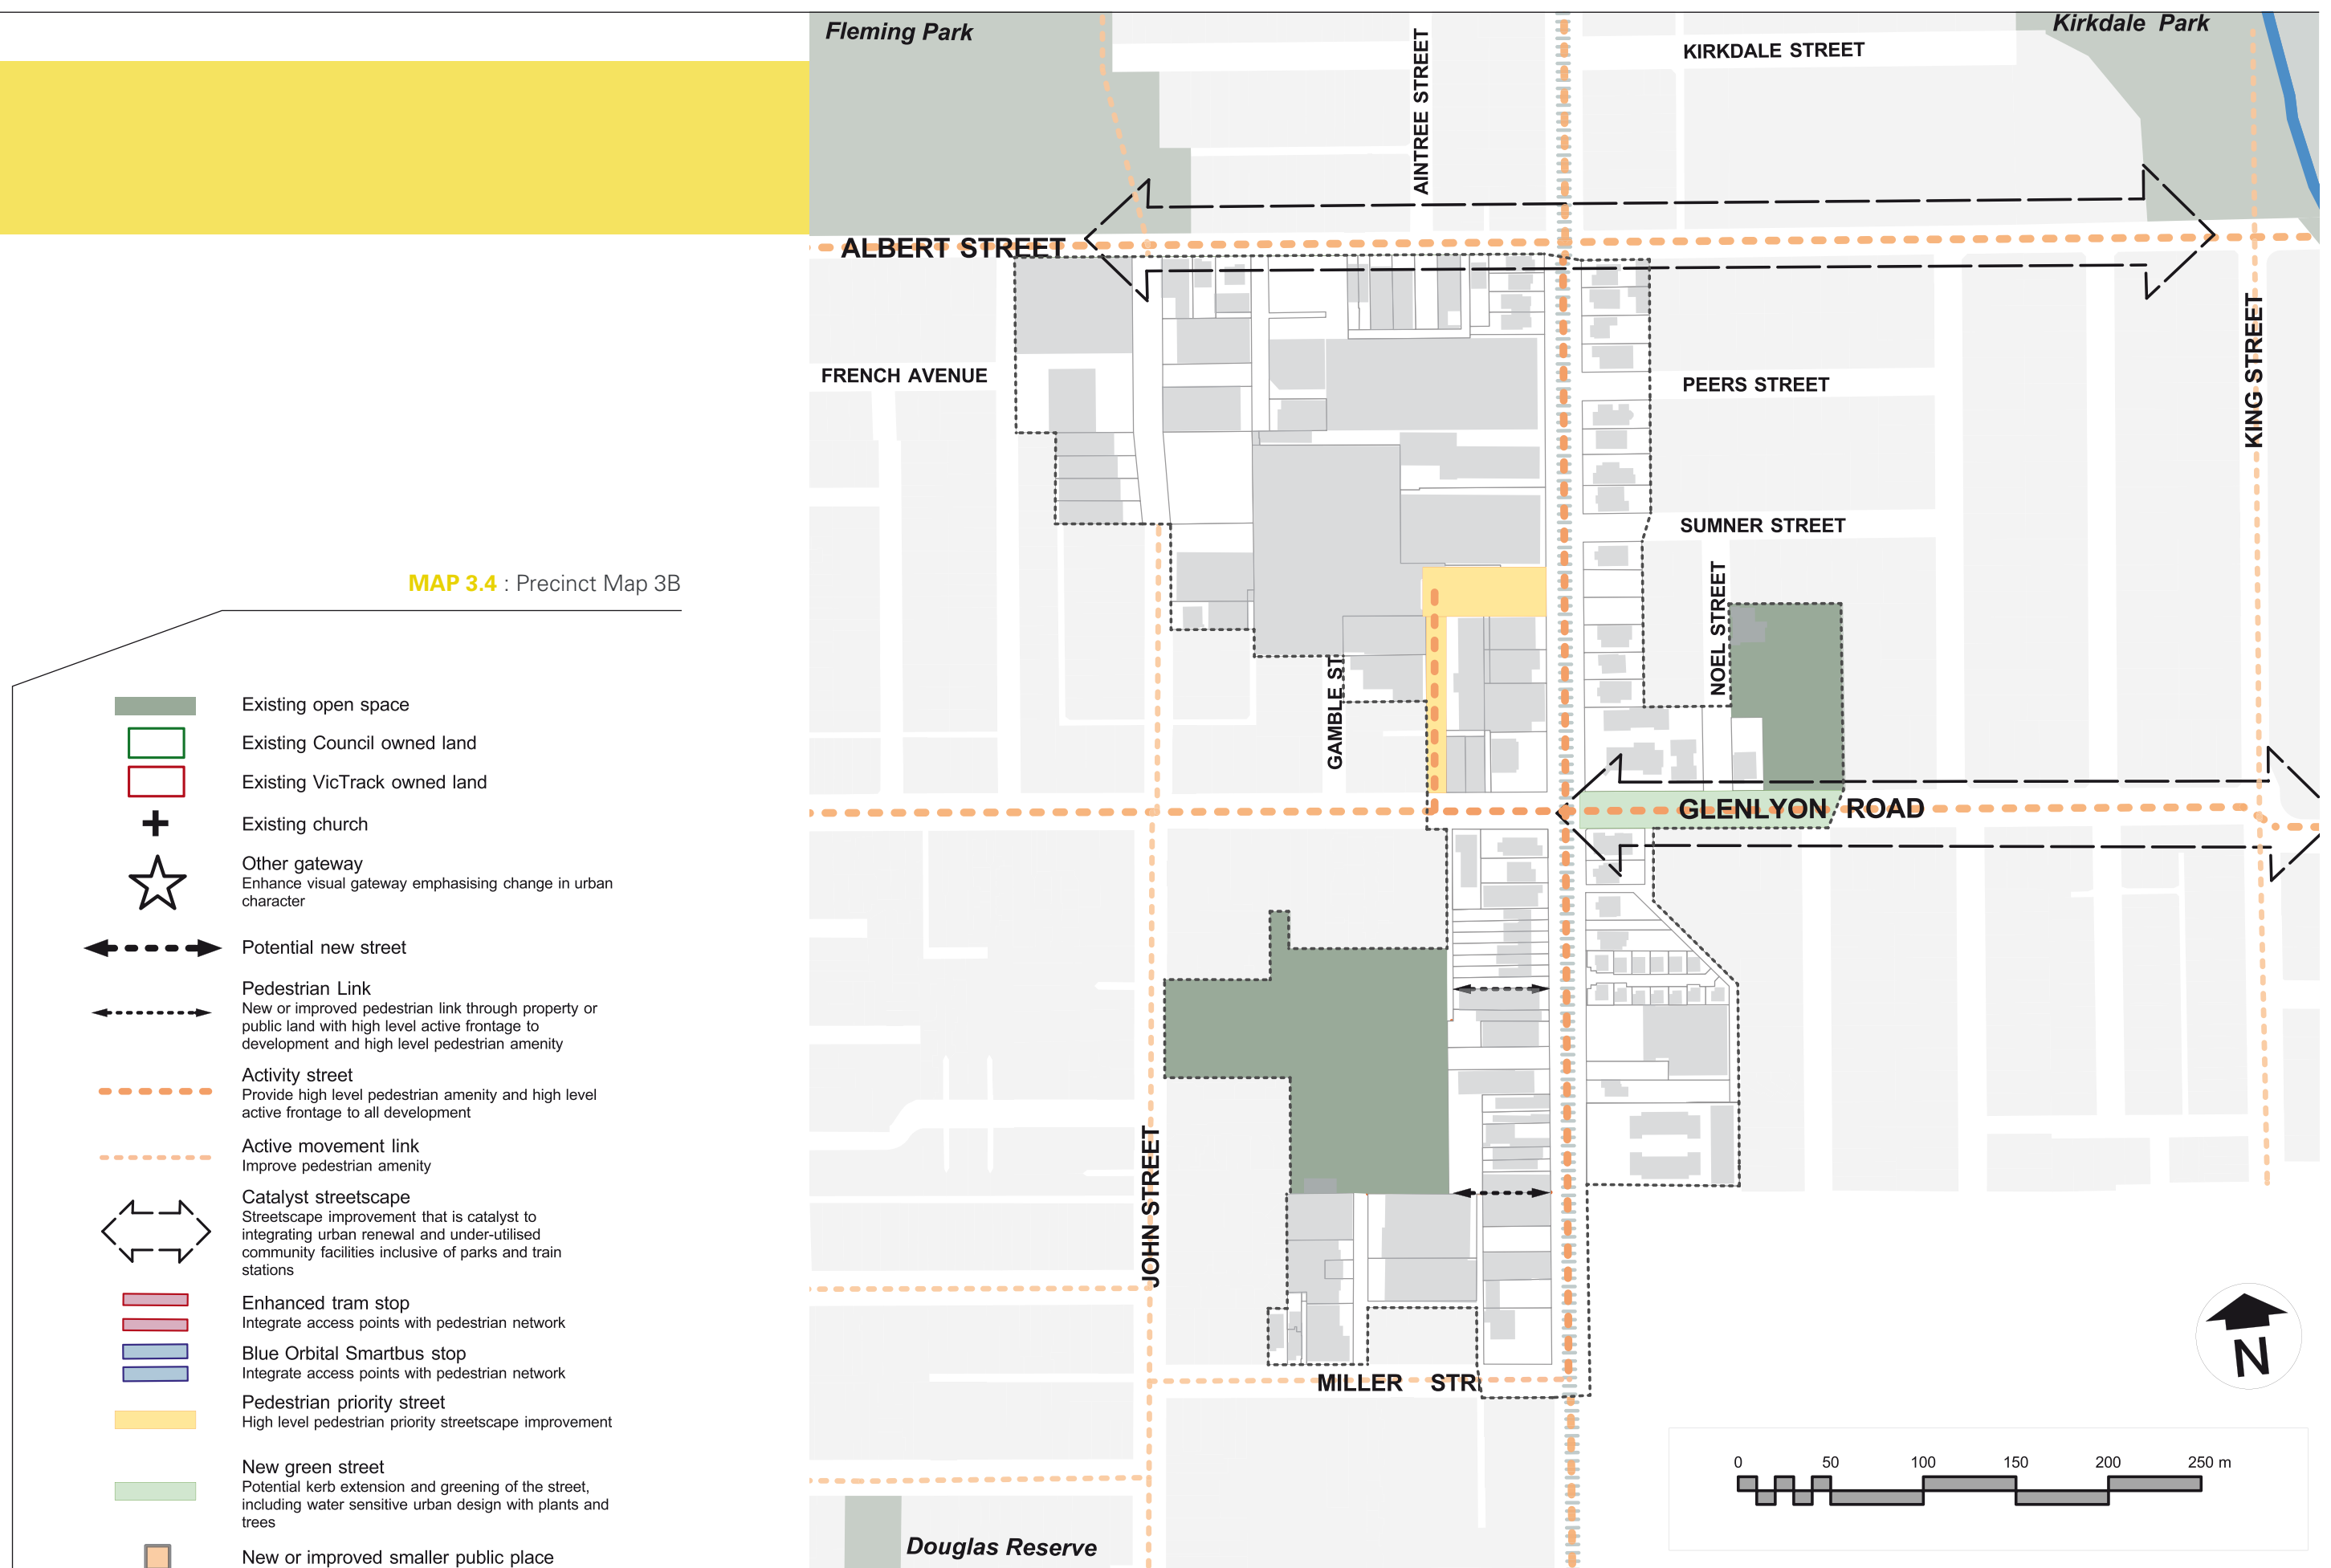 MAP 3.4 : Precinct Map 3B
Existing open space
Existing Council owned land
Existing VicTrack owned land
Existing church
Other gateway
Enhance visual gateway emphasising change in urban
character
Potential new street
Pedestrian Link
New or improved pedestrian link through property or
public land with high level active frontage to
development and high level pedestrian amenity
Activity street
Provide high level pedestrian amenity and high level
active frontage to all development
Active movement link
Improve pedestrian amenity
Catalyst streetscape
Streetscape improvement that is catalyst to
integrating urban renewal and under-utilised
community facilities inclusive of parks and train
stations
Enhanced tram stop
Integrate access points with pedestrian network
Blue Orbital Smartbus stop
Integrate access points with pedestrian network
Pedestrian priority street
High level pedestrian priority streetscape improvement
New green street
Potential kerb extension and greening of the street,
including water sensitive urban design with plants and
trees
New or improved smaller public place
Fleming Park
Kirkdale Park
KIRKDALE STREET
AINTREE STREET
ALBERT STREET
FRENCH AVENUE
PEERS STREET
KING STREET
SUMNER STREET
NOEL STREET
GAMBLE ST
GLENLYON ROAD
JOHN STREET
MILLER STR
Douglas Reserve
N
0 50 100 150 200 250 m